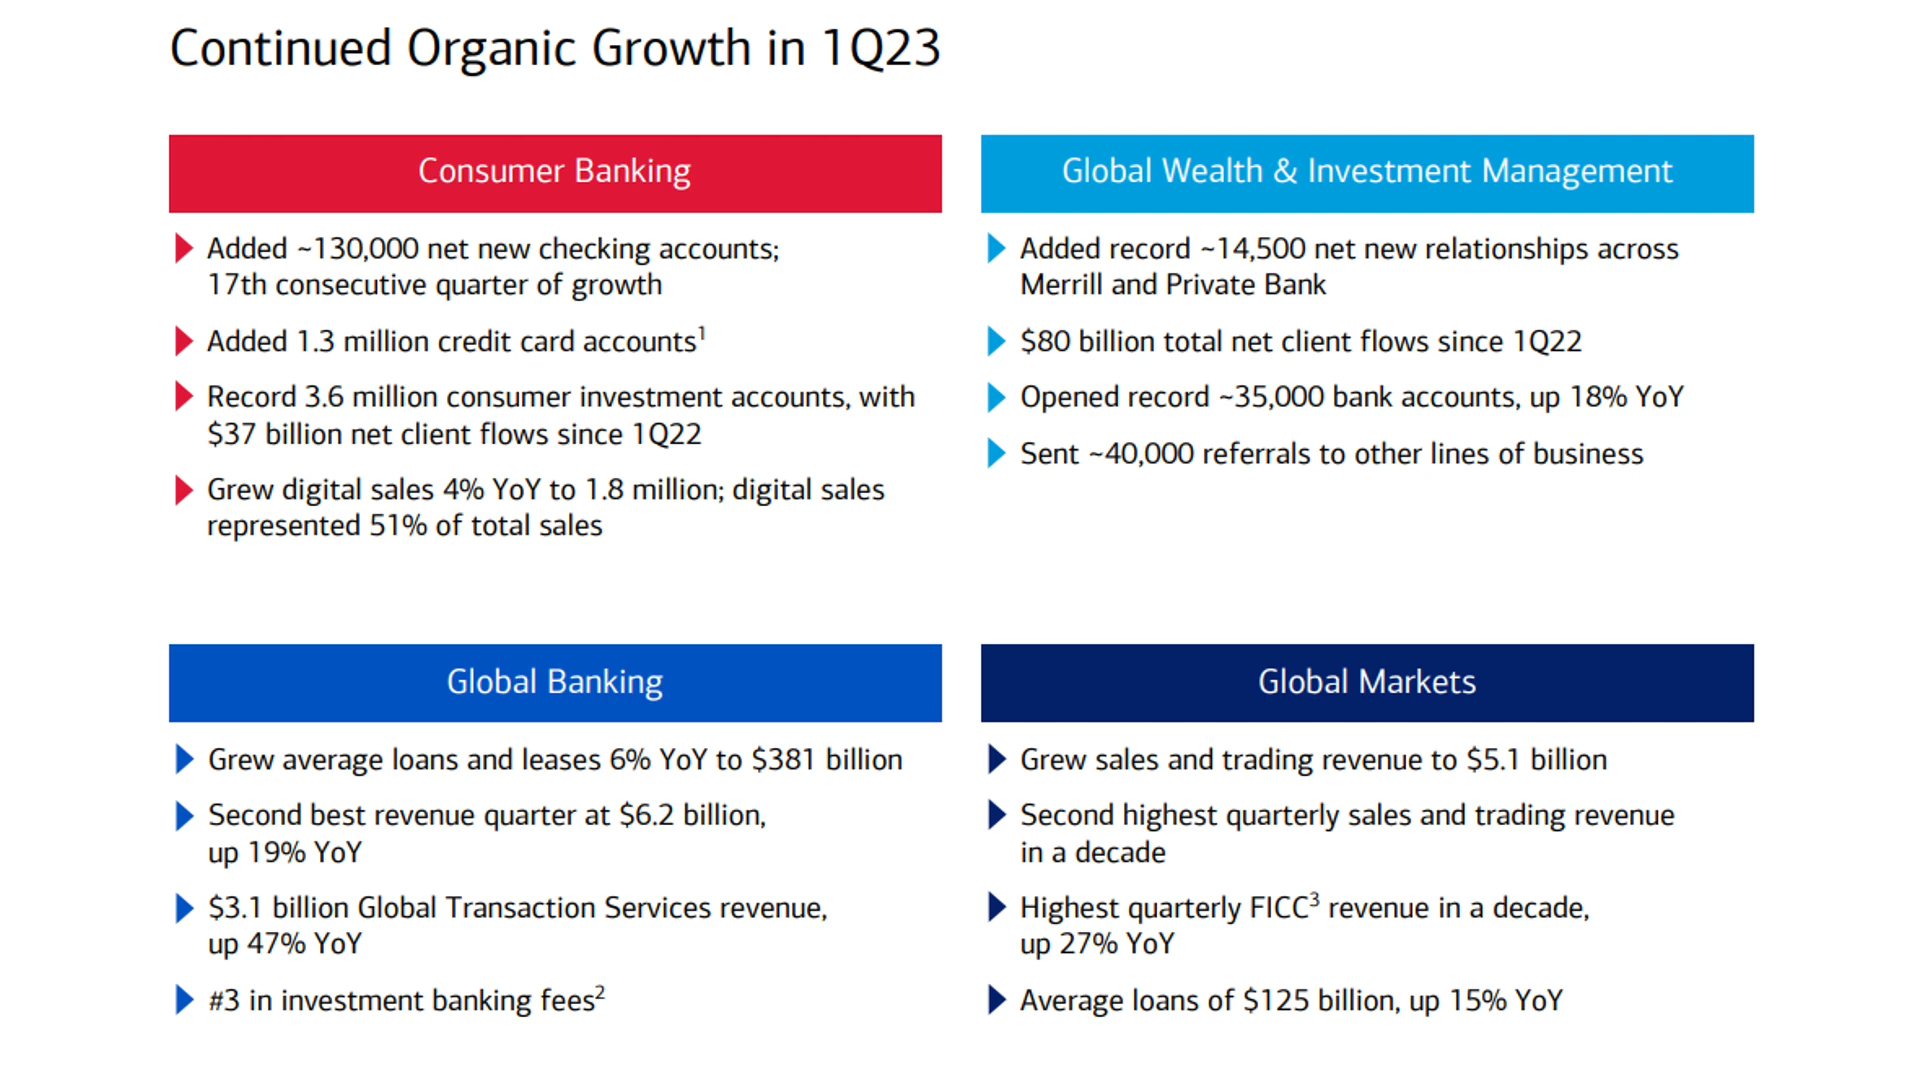 Continued Organic Growth in 1Q23
Consumer Banking
Added ~130,000 net new checking accounts;
17th consecutive quarter of growth
Added 1.3 million credit card accounts¹
Record 3.6 million consumer investment accounts, with
$37 billion net client flows since 1Q22
Grew digital sales 4% YoY to 1.8 million; digital sales
represented 51% of total sales
Global Wealth & Investment Management
Added record ~14,500 net new relationships across
Merrill and Private Bank
$80 billion total net client flows since 1Q22
Opened record ~35,000 bank accounts, up 18% YoY
Sent ~40,000 referrals to other lines of business
Global Banking
Grew average loans and leases 6% YoY to $381 billion
Second best revenue quarter at $6.2 billion,
up 19% YoY
$3.1 billion Global Transaction Services revenue,
up 47% YoY
#3 in investment banking fees²
Global Markets
Grew sales and trading revenue to $5.1 billion
Second highest quarterly sales and trading revenue
in a decade
Highest quarterly FICC³ revenue in a decade,
up 27% YoY
Average loans of $125 billion, up 15% YoY